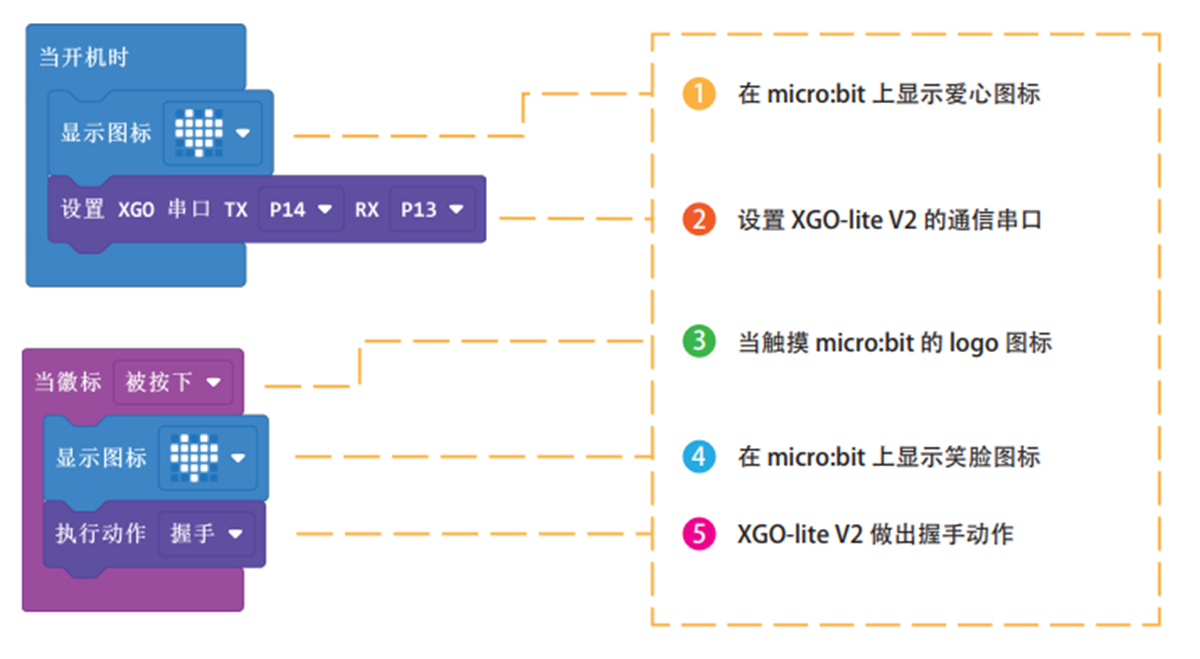 当开机时
显示图标
设置 XGO 串口 TX P14 RX P13
当徽标 被按下
显示图标
执行动作 握手
1 在 micro:bit 上显示爱心图标
2 设置 XGO-lite V2 的通信串口
3 当触摸 micro:bit 的 logo 图标
4 在 micro:bit 上显示笑脸图标
5 XGO-lite V2 做出握手动作